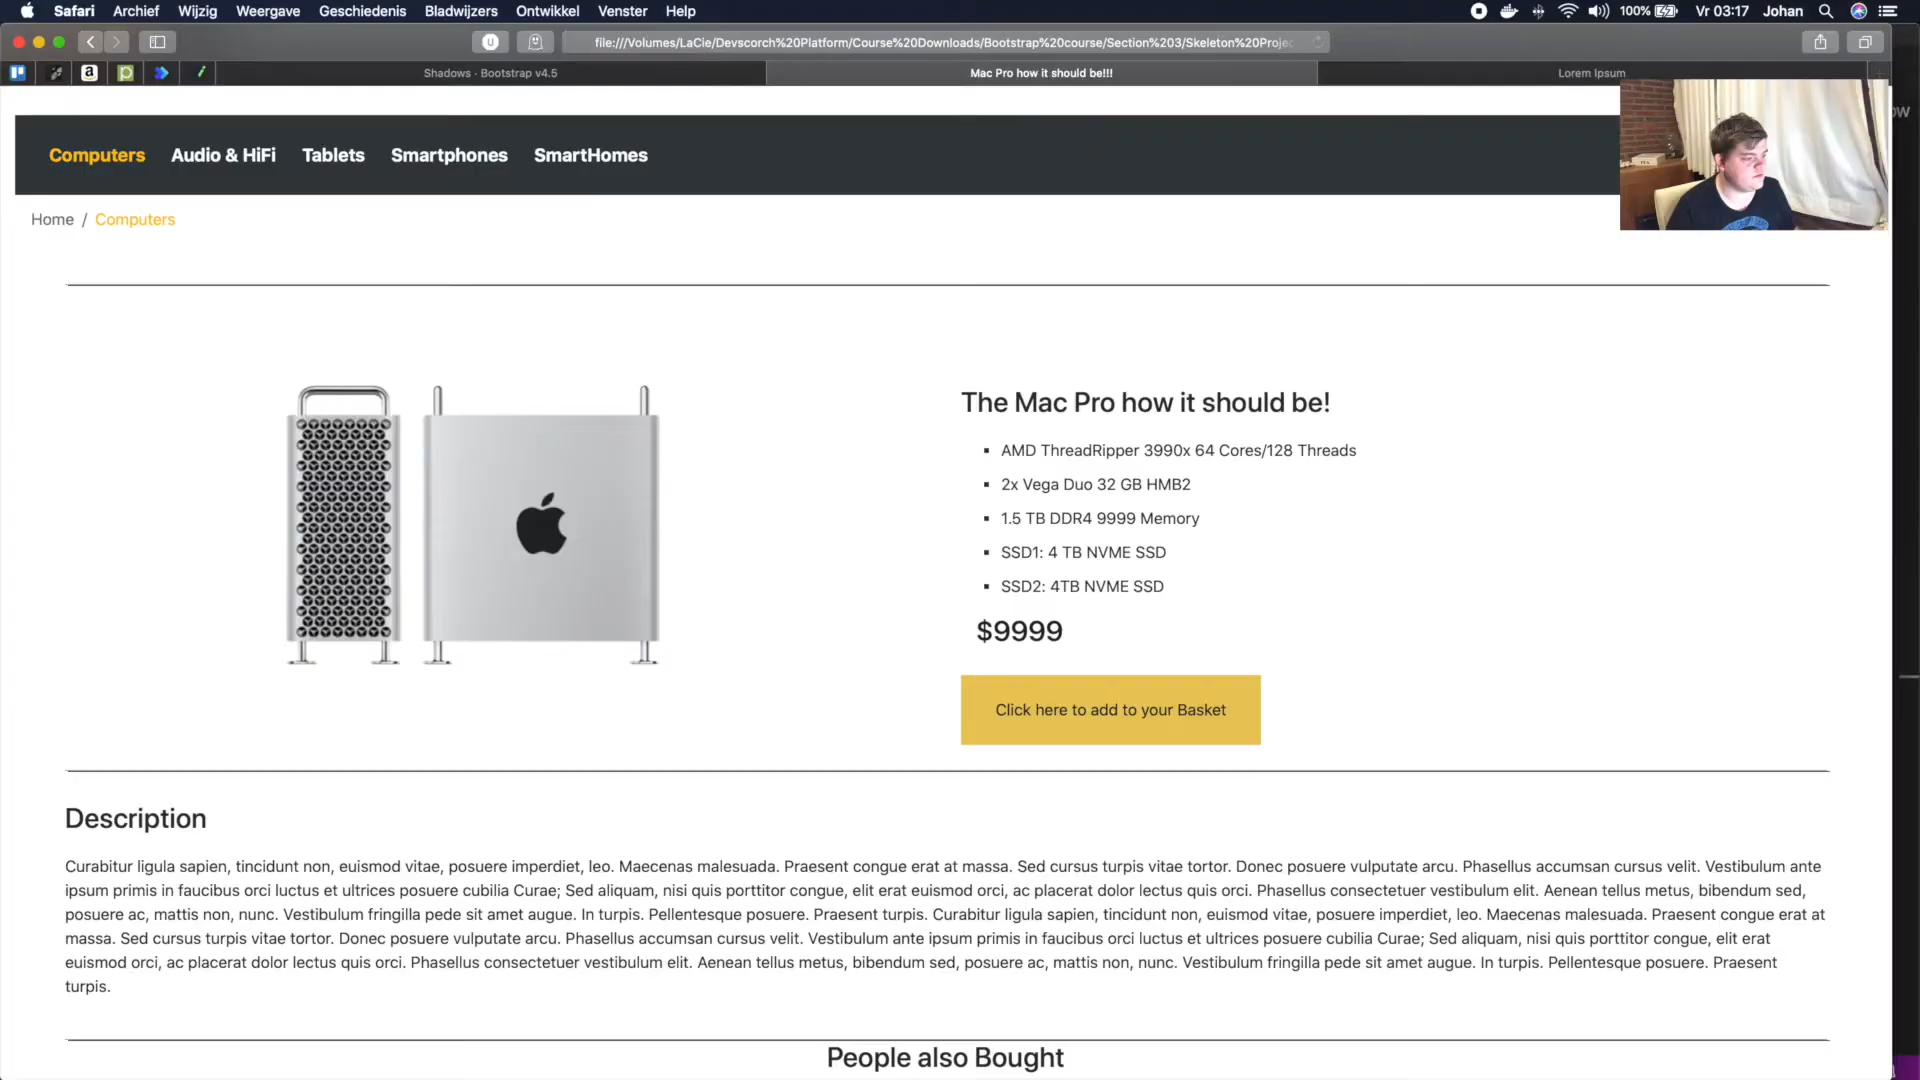 Safari Archief Wijzig Weergave Geschiedenis Bladwijzers Ontwikkel Venster Help 100% Vr 03:17 Johan
file:///Volumes/LaCie/Devscorch%20Platform/Course%20Downloads/Bootstrap%20course/Section%203/Skeleton%20Projec
Shadows · Bootstrap v4.5 Mac Pro how it should be!!! Lorem Ipsum
Computers Audio & HiFi Tablets Smartphones SmartHomes
Home / Computers
The Mac Pro how it should be!
▪ AMD ThreadRipper 3990x 64 Cores/128 Threads
▪ 2x Vega Duo 32 GB HMB2
▪ 1.5 TB DDR4 9999 Memory
▪ SSD1: 4 TB NVME SSD
▪ SSD2: 4TB NVME SSD
$9999
Click here to add to your Basket
Description
Curabitur ligula sapien, tincidunt non, euismod vitae, posuere imperdiet, leo. Maecenas malesuada. Praesent congue erat at massa. Sed cursus turpis vitae tortor. Donec posuere vulputate arcu. Phasellus accumsan cursus velit. Vestibulum ante
ipsum primis in faucibus orci luctus et ultrices posuere cubilia Curae; Sed aliquam, nisi quis porttitor congue, elit erat euismod orci, ac placerat dolor lectus quis orci. Phasellus consectetuer vestibulum elit. Aenean tellus metus, bibendum sed,
posuere ac, mattis non, nunc. Vestibulum fringilla pede sit amet augue. In turpis. Pellentesque posuere. Praesent turpis. Curabitur ligula sapien, tincidunt non, euismod vitae, posuere imperdiet, leo. Maecenas malesuada. Praesent congue erat at
massa. Sed cursus turpis vitae tortor. Donec posuere vulputate arcu. Phasellus accumsan cursus velit. Vestibulum ante ipsum primis in faucibus orci luctus et ultrices posuere cubilia Curae; Sed aliquam, nisi quis porttitor congue, elit erat
euismod orci, ac placerat dolor lectus quis orci. Phasellus consectetuer vestibulum elit. Aenean tellus metus, bibendum sed, posuere ac, mattis non, nunc. Vestibulum fringilla pede sit amet augue. In turpis. Pellentesque posuere. Praesent
turpis.
People also Bought